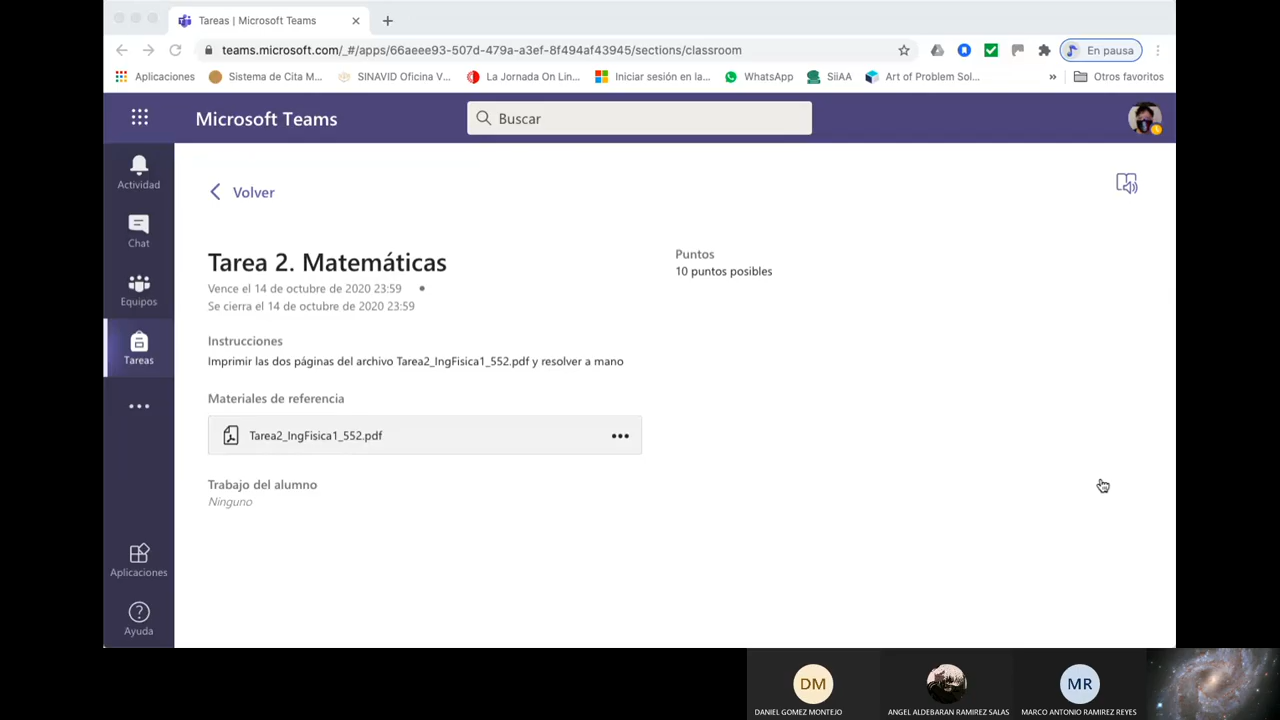 Tareas | Microsoft Teams
teams.microsoft.com/_#/apps/66aeee93-507d-479a-a3ef-8f494af43945/sections/classroom
En pausa
Aplicaciones
Sistema de Cita M...
SINAVID Oficina V...
La Jornada On Lin...
Iniciar sesión en la...
WhatsApp
SiiAA
Art of Problem Sol...
»
Otros favoritos
Microsoft Teams
Buscar
Actividad
Chat
Equipos
Tareas
Aplicaciones
Ayuda
Volver
Tarea 2. Matemáticas
Vence el 14 de octubre de 2020 23:59 •
Se cierra el 14 de octubre de 2020 23:59
Puntos
10 puntos posibles
Instrucciones
Imprimir las dos páginas del archivo Tarea2_IngFisica1_552.pdf y resolver a mano
Materiales de referencia
Tarea2_IngFisica1_552.pdf
Trabajo del alumno
Ninguno
DM
DANIEL GOMEZ MONTEJO
ANGEL ALDEBARAN RAMIREZ SALAS
MR
MARCO ANTONIO RAMIREZ REYES